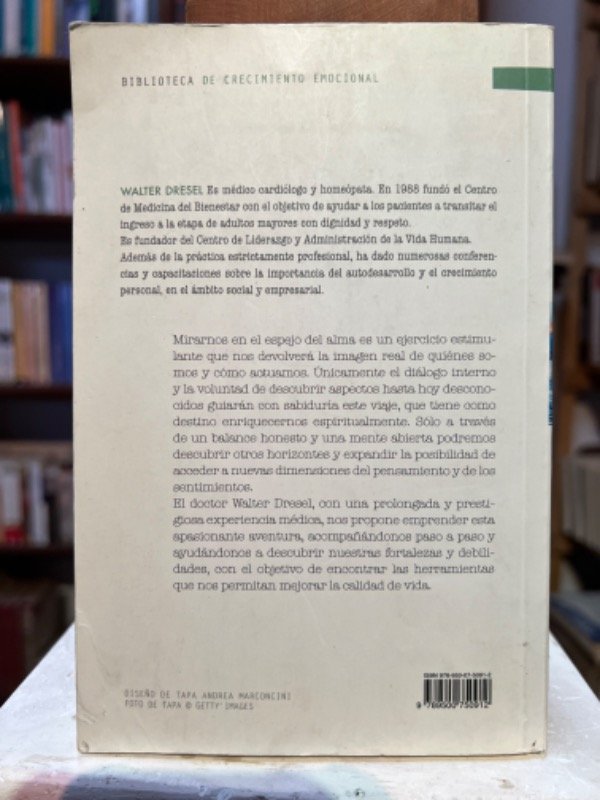 BIBLIOTECA DE CRECIMIENTO EMOCIONAL
WALTER DRESEL Es médico cardiólogo y homeópata. En 1988 fundó el Centro
de Medicina del Bienestar con el objetivo de ayudar a los pacientes a transitar el
ingreso a la etapa de adultos mayores con dignidad y respeto.
Es fundador del Centro de Liderazgo y Administración de la Vida Humana.
Además de la práctica estrictamente profesional, ha dado numerosas conferen-
cias y capacitaciones sobre la importancia del autodesarrollo y el crecimiento
personal, en el ámbito social y empresarial.
Mirarnos en el espejo del alma es un ejercicio estimu-
lante que nos devolverá la imagen real de quiénes so-
mos y cómo actuamos. Únicamente el diálogo interno
y la voluntad de descubrir aspectos hasta hoy descono-
cidos guiarán con sabiduría este viaje, que tiene como
destino enriquecernos espiritualmente. Sólo a través
de un balance honesto y una mente abierta podremos
descubrir otros horizontes y expandir la posibilidad de
acceder a nuevas dimensiones del pensamiento y de los
sentimientos.
El doctor Walter Dresel, con una prolongada y presti-
giosa experiencia médica, nos propone emprender esta
apasionante aventura, acompañándonos paso a paso y
ayudándonos a descubrir nuestras fortalezas y debili-
dades, con el objetivo de encontrar las herramientas
que nos permitan mejorar la calidad de vida.
ISBN 978-950-07-5091-2
9 789500 750912
DISEÑO DE TAPA ANDREA MARCONCINI
FOTO DE TAPA © GETTY IMAGES